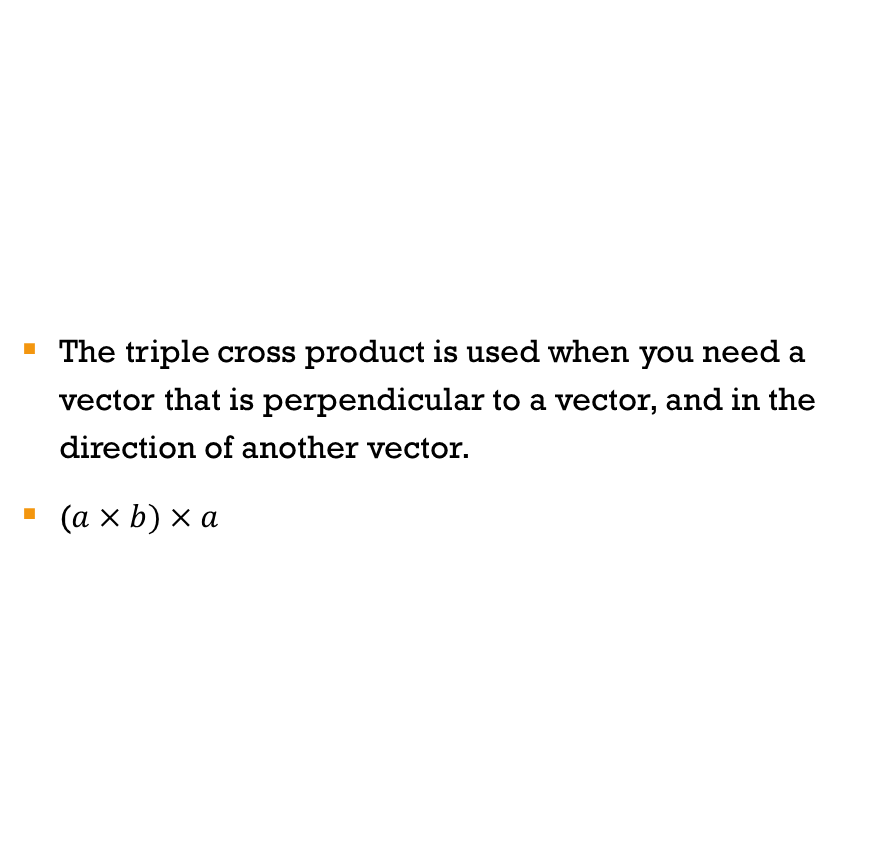 ▪ The triple cross product is used when you need a
vector that is perpendicular to a vector, and in the
direction of another vector.
▪ (𝑎 × 𝑏) × 𝑎